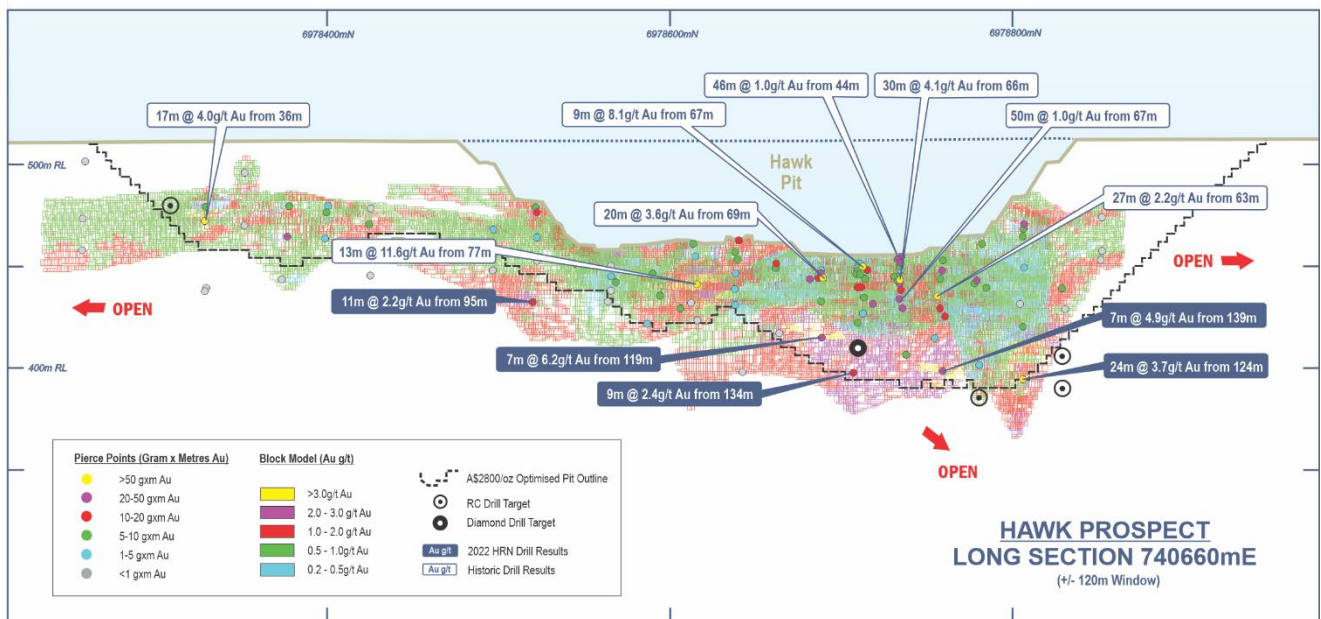 6978400mN
6978600mN
6978800mN
46m @ 1.0g/t Au from 44m
30m @ 4.1g/t Au from 66m
17m @ 4.0g/t Au from 36m
9m @ 8.1g/t Au from 67m
50m @ 1.0g/t Au from 67m
500m RL
Hawk
Pit
27m @ 2.2g/t Au from 63m
20m @ 3.6g/t Au from 69m
13m @ 11.6g/t Au from 77m
OPEN
11m @ 2.2g/t Au from 95m
OPEN
7m @ 4.9g/t Au from 139m
7m @ 6.2g/t Au from 119m
400m RL
24m @ 3.7g/t Au from 124m
9m @ 2.4g/t Au from 134m
OPEN
Pierce Points (Gram x Metres Au)
>50 gxm Au
20-50 gxm Au
10-20 gxm Au
5-10 gxm Au
1-5 gxm Au
<1 gxm Au
Block Model (Au g/t)
>3.0g/t Au
2.0 - 3.0 g/t Au
1.0 - 2.0 g/t Au
0.5 - 1.0g/t Au
0.2 - 0.5g/t Au
A$2800/oz Optimised Pit Outline
RC Drill Target
Diamond Drill Target
Au g/t 2022 HRN Drill Results
Au g/t Historic Drill Results
HAWK PROSPECT
LONG SECTION 740660mE
(+/- 120m Window)